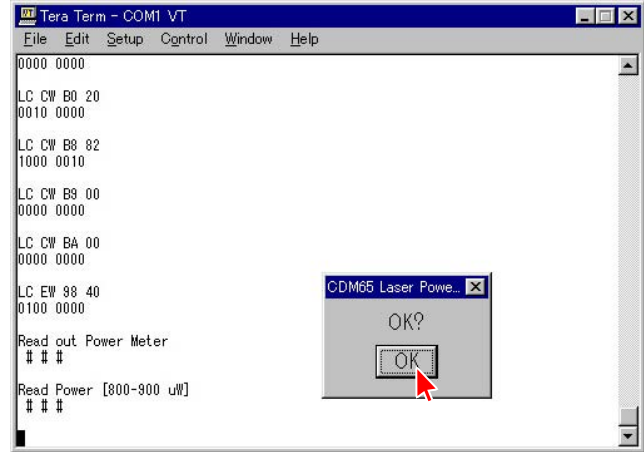 Tera Term - COM1 VT
File Edit Setup Control Window Help
0000 0000
LC CW B0 20
0010 0000
LC CW B8 82
1000 0010
LC CW B9 00
0000 0000
LC CW BA 00
0000 0000
LC EW 98 40
0100 0000
Read out Power Meter
# # #
Read Power [800-900 uW]
# # #
CDM65 Laser Powe...
OK?
OK